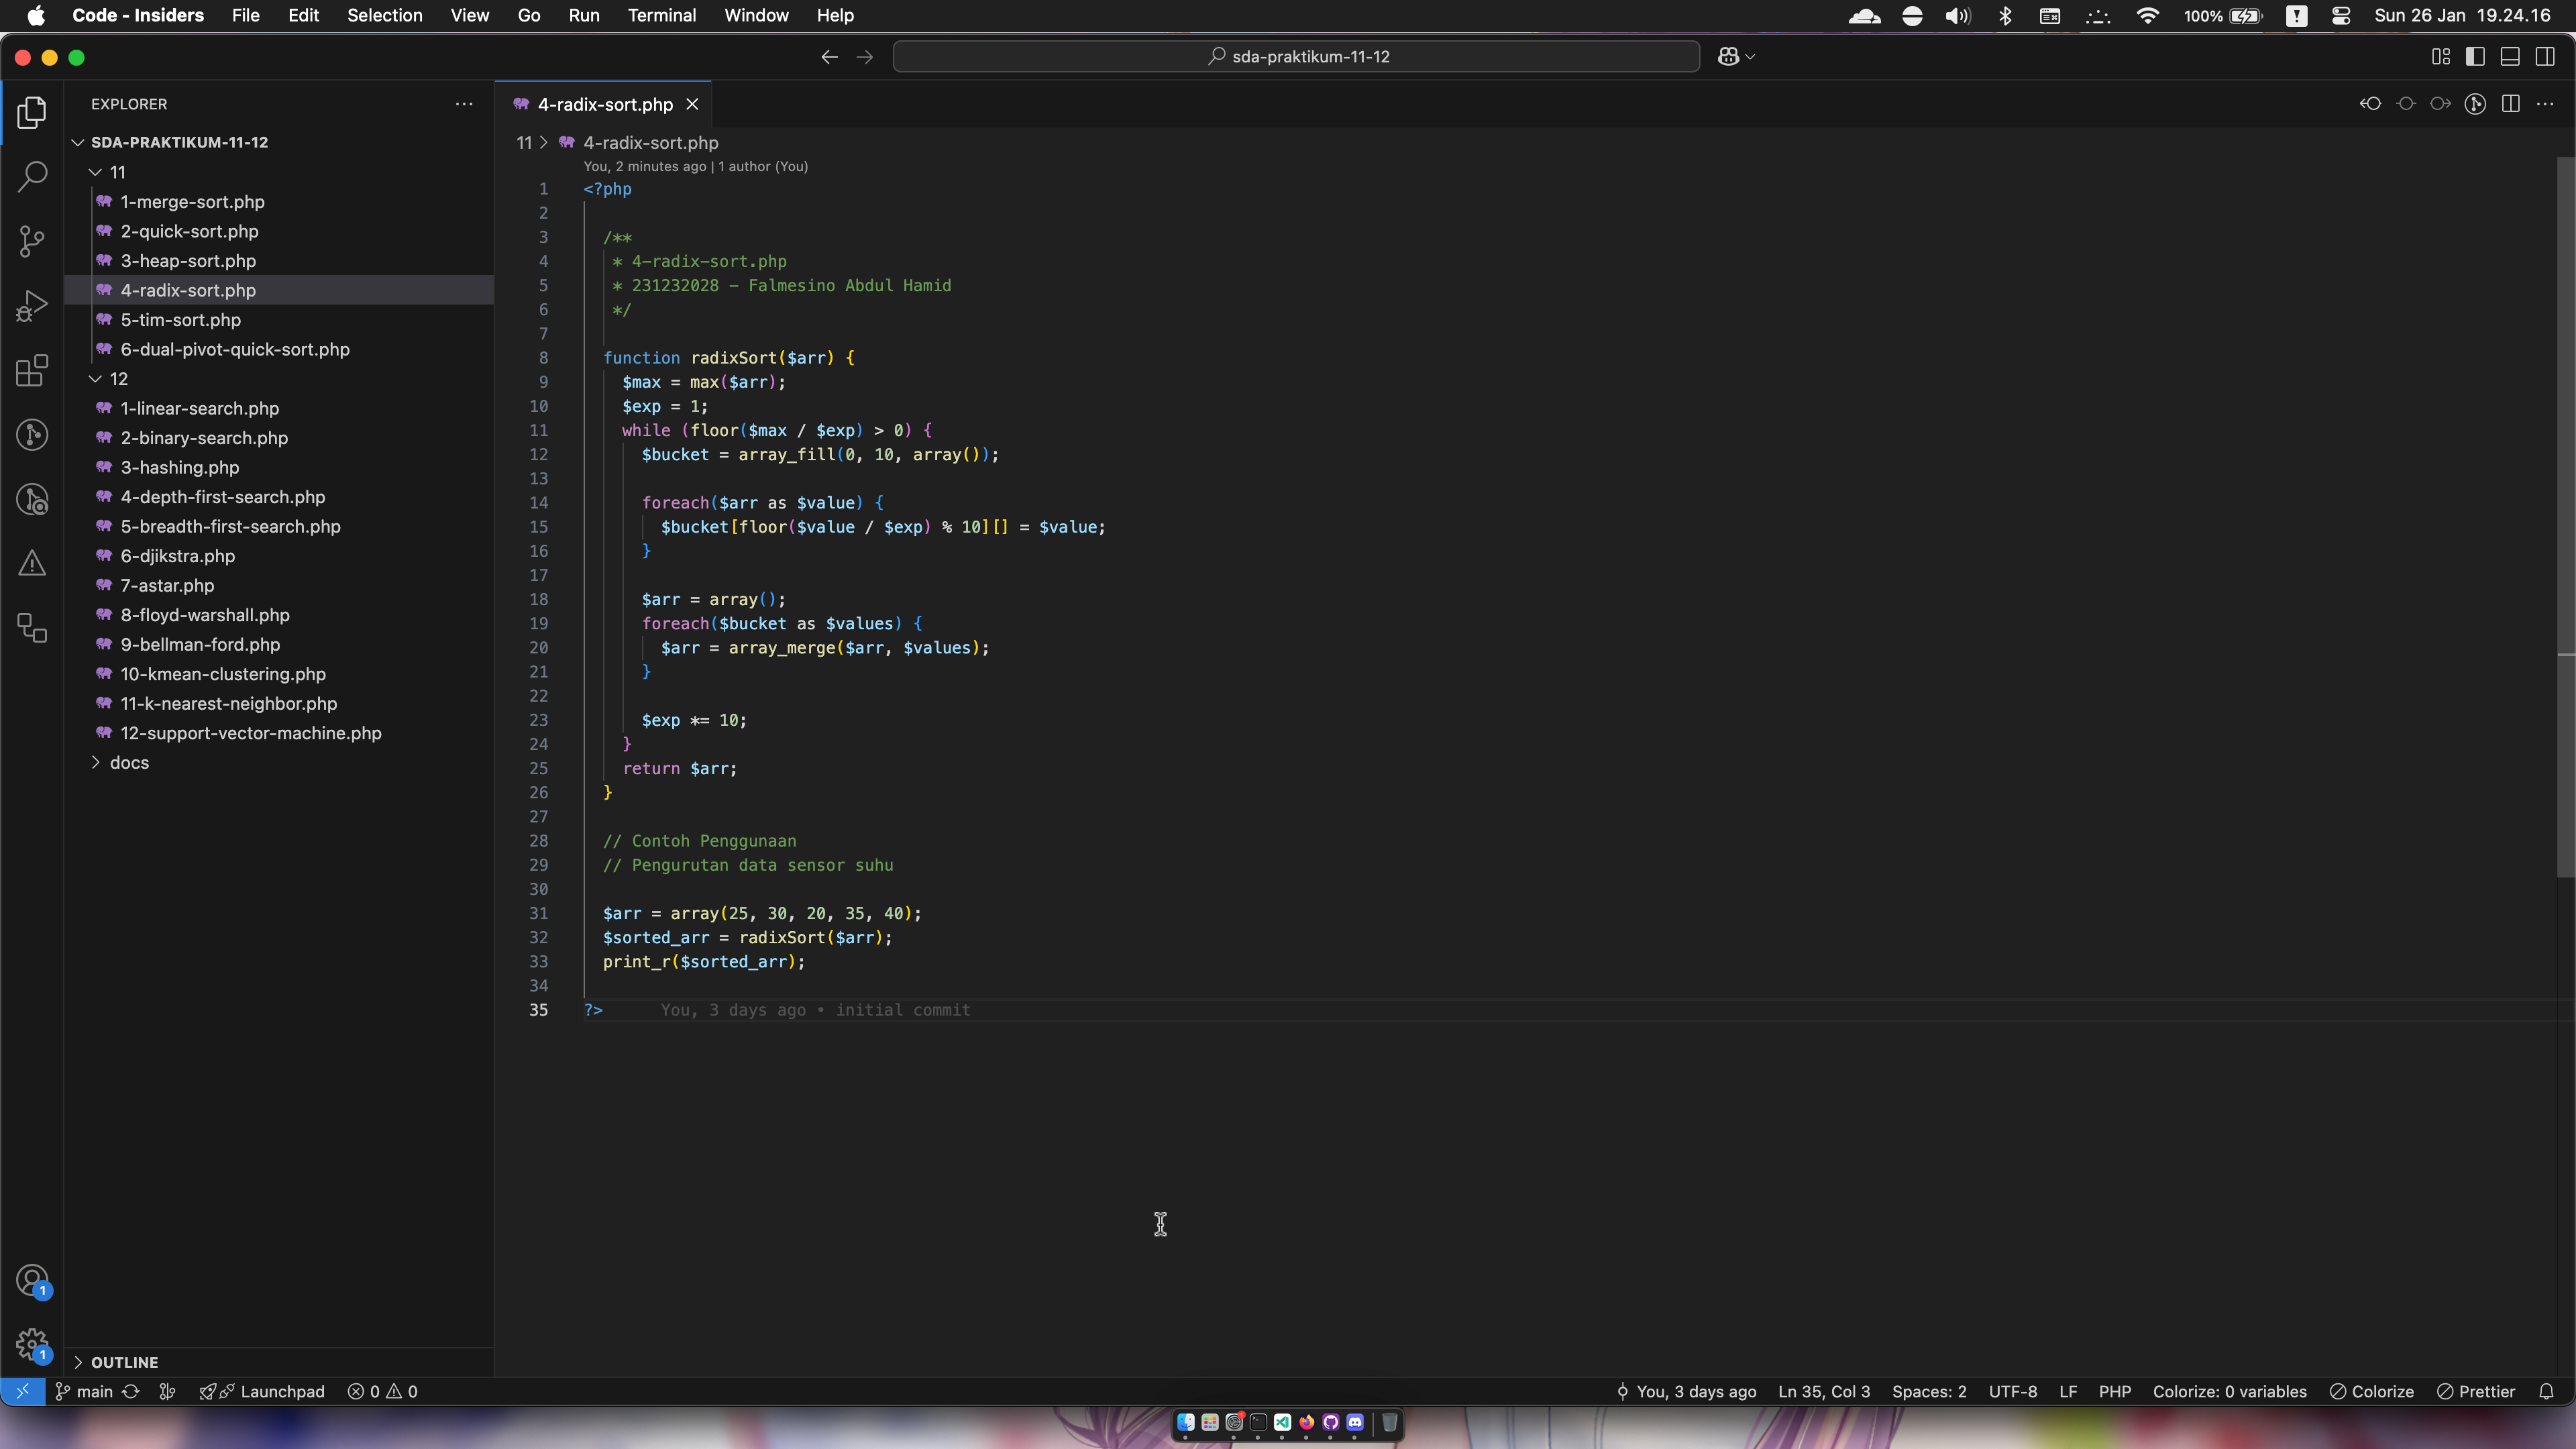 Code - Insiders File Edit Selection View Go Run Terminal Window Help 100% Sun 26 Jan 19.24.16
sda-praktikum-11-12
EXPLORER
SDA-PRAKTIKUM-11-12
11
1-merge-sort.php
2-quick-sort.php
3-heap-sort.php
4-radix-sort.php
5-tim-sort.php
6-dual-pivot-quick-sort.php
12
1-linear-search.php
2-binary-search.php
3-hashing.php
4-depth-first-search.php
5-breadth-first-search.php
6-djikstra.php
7-astar.php
8-floyd-warshall.php
9-bellman-ford.php
10-kmean-clustering.php
11-k-nearest-neighbor.php
12-support-vector-machine.php
docs
OUTLINE
4-radix-sort.php
11 > 4-radix-sort.php
You, 2 minutes ago | 1 author (You)
1 <?php
2
3 /**
4 * 4-radix-sort.php
5 * 231232028 - Falmesino Abdul Hamid
6 */
7
8 function radixSort($arr) {
9 $max = max($arr);
10 $exp = 1;
11 while (floor($max / $exp) > 0) {
12 $bucket = array_fill(0, 10, array());
13
14 foreach($arr as $value) {
15 $bucket[floor($value / $exp) % 10][] = $value;
16 }
17
18 $arr = array();
19 foreach($bucket as $values) {
20 $arr = array_merge($arr, $values);
21 }
22
23 $exp *= 10;
24 }
25 return $arr;
26 }
27
28 // Contoh Penggunaan
29 // Pengurutan data sensor suhu
30
31 $arr = array(25, 30, 20, 35, 40);
32 $sorted_arr = radixSort($arr);
33 print_r($sorted_arr);
34
35 ?> You, 3 days ago • initial commit
1
1
main Launchpad 0 0 You, 3 days ago Ln 35, Col 3 Spaces: 2 UTF-8 LF PHP Colorize: 0 variables Colorize Prettier